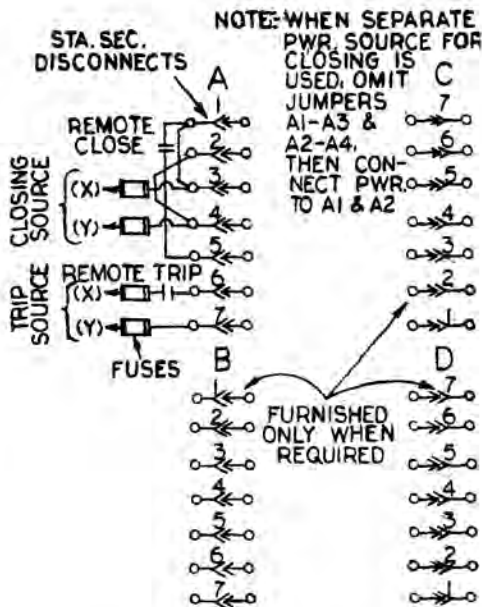 NOTE:-WHEN SEPARATE
PWR. SOURCE FOR
CLOSING IS
USED, OMIT
JUMPERS
A1-A3 &
A2-A4,
THEN CON-
NECT PWR.
TO A1 & A2
STA. SEC.
DISCONNECTS
A
1
2
3
4
5
6
7
REMOTE
CLOSE
CLOSING
SOURCE
(X)
(Y)
TRIP
SOURCE
REMOTE TRIP
(X)
(Y)
FUSES
C
7
6
5
4
3
2
1
B
1
2
3
4
5
6
7
FURNISHED
ONLY WHEN
REQUIRED
D
7
6
5
4
3
2
1